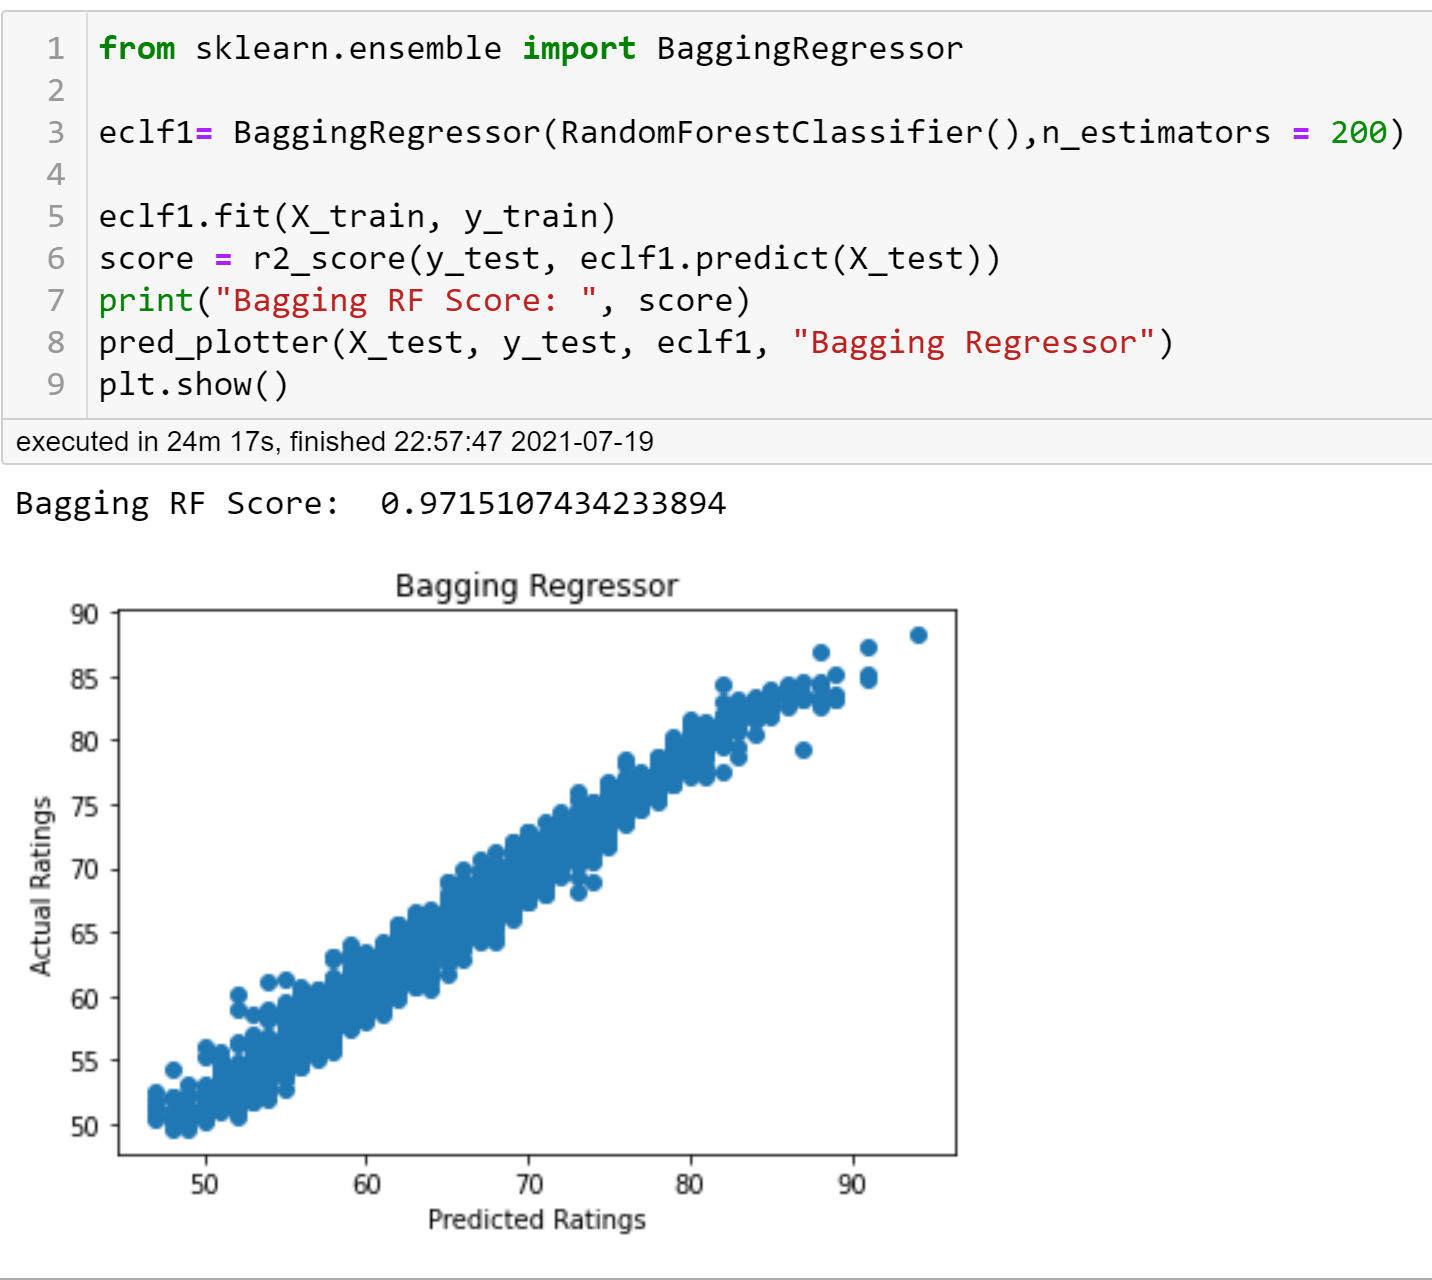 1 from sklearn.ensemble import BaggingRegressor
2
3 eclf1= BaggingRegressor(RandomForestClassifier(),n_estimators = 200)
4
5 eclf1.fit(X_train, y_train)
6 score = r2_score(y_test, eclf1.predict(X_test))
7 print("Bagging RF Score: ", score)
8 pred_plotter(X_test, y_test, eclf1, "Bagging Regressor")
9 plt.show()
executed in 24m 17s, finished 22:57:47 2021-07-19
Bagging RF Score:  0.9715107434233894
Bagging Regressor
90
85
80
75
70
65
60
55
50
Actual Ratings
50 60 70 80 90
Predicted Ratings